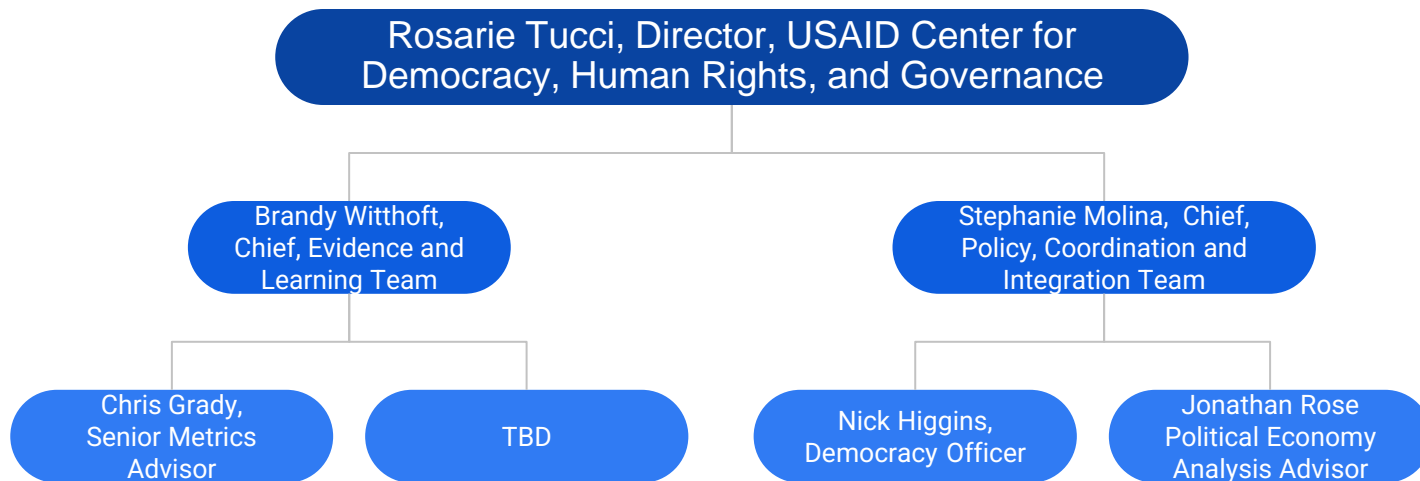 Rosarie Tucci, Director, USAID Center for
Democracy, Human Rights, and Governance
Brandy Witthoft,
Chief, Evidence and
Learning Team
Stephanie Molina,  Chief,
Policy, Coordination and
Integration Team
Chris Grady,
Senior Metrics
Advisor
TBD
Nick Higgins,
Democracy Officer
Jonathan Rose
Political Economy
Analysis Advisor